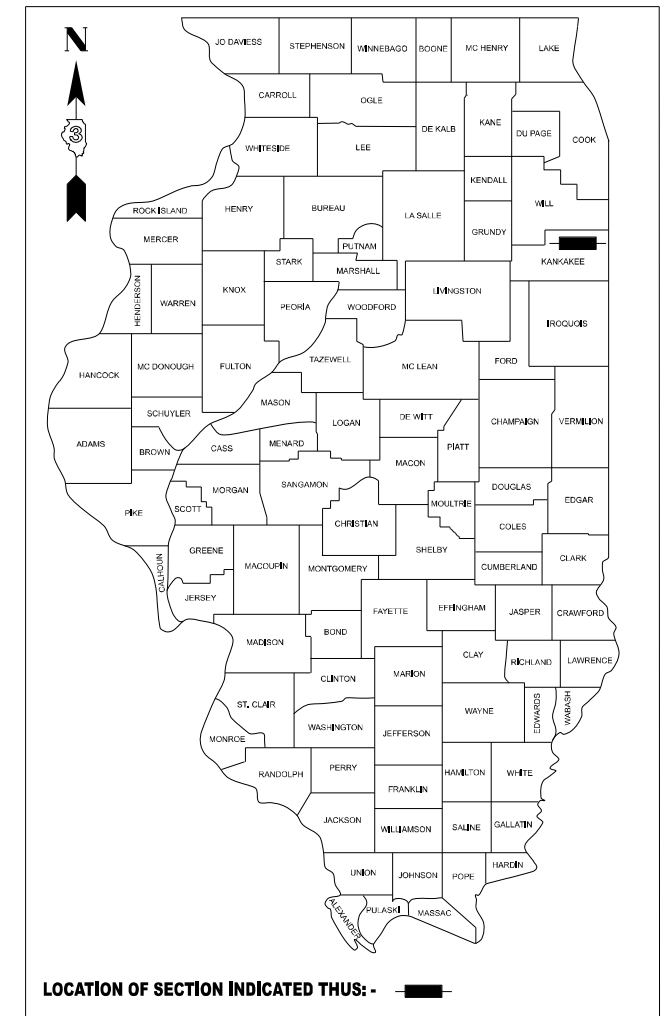 N
3
JO DAVIESS STEPHENSON WINNEBAGO BOONE MC HENRY LAKE
CARROLL OGLE DE KALB KANE DU PAGE COOK
WHITESIDE LEE KENDALL WILL
ROCK ISLAND HENRY BUREAU LA SALLE GRUNDY
MERCER PUTNAM KANKAKEE
STARK MARSHALL
HENDERSON WARREN KNOX PEORIA WOODFORD LIVINGSTON IROQUOIS
HANCOCK MC DONOUGH FULTON TAZEWELL MC LEAN FORD
SCHUYLER MASON LOGAN DE WITT CHAMPAIGN VERMILION
ADAMS BROWN CASS MENARD PIATT
MACON
PIKE SCOTT MORGAN SANGAMON MOULTRIE DOUGLAS EDGAR
CHRISTIAN COLES
CALHOUN GREENE MACOUPIN MONTGOMERY SHELBY CUMBERLAND CLARK
JERSEY FAYETTE EFFINGHAM JASPER CRAWFORD
MADISON BOND
CLINTON MARION CLAY RICHLAND LAWRENCE
ST. CLAIR WAYNE EDWARDS WABASH
MONROE WASHINGTON JEFFERSON
RANDOLPH PERRY HAMILTON WHITE
FRANKLIN
JACKSON WILLIAMSON SALINE GALLATIN
UNION JOHNSON POPE HARDIN
ALEXANDER PULASKI MASSAC
LOCATION OF SECTION INDICATED THUS: -